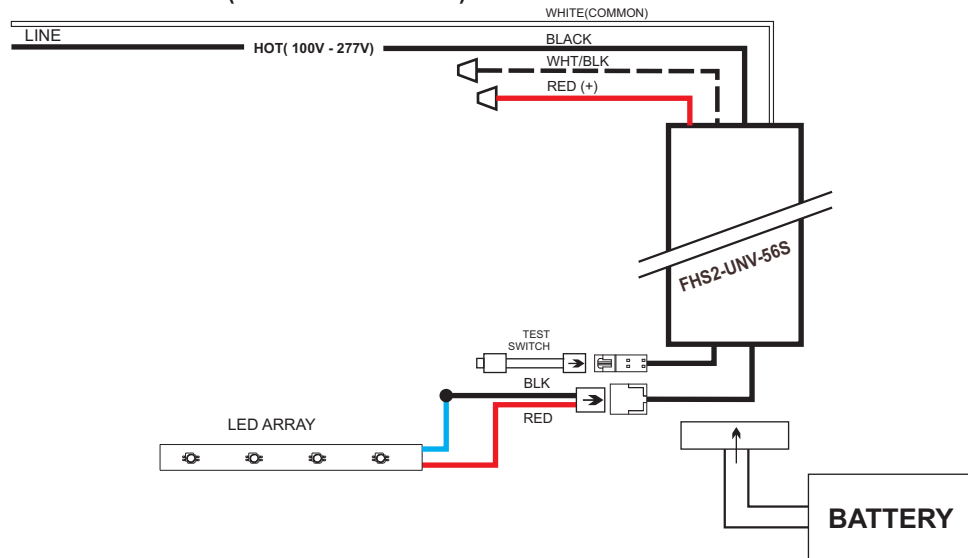 WHITE(COMMON)
LINE
HOT( 100V - 277V)
BLACK
WHT/BLK
RED (+)
FHS2-UNV-56S
TEST
SWITCH
BLK
RED
LED ARRAY
BATTERY